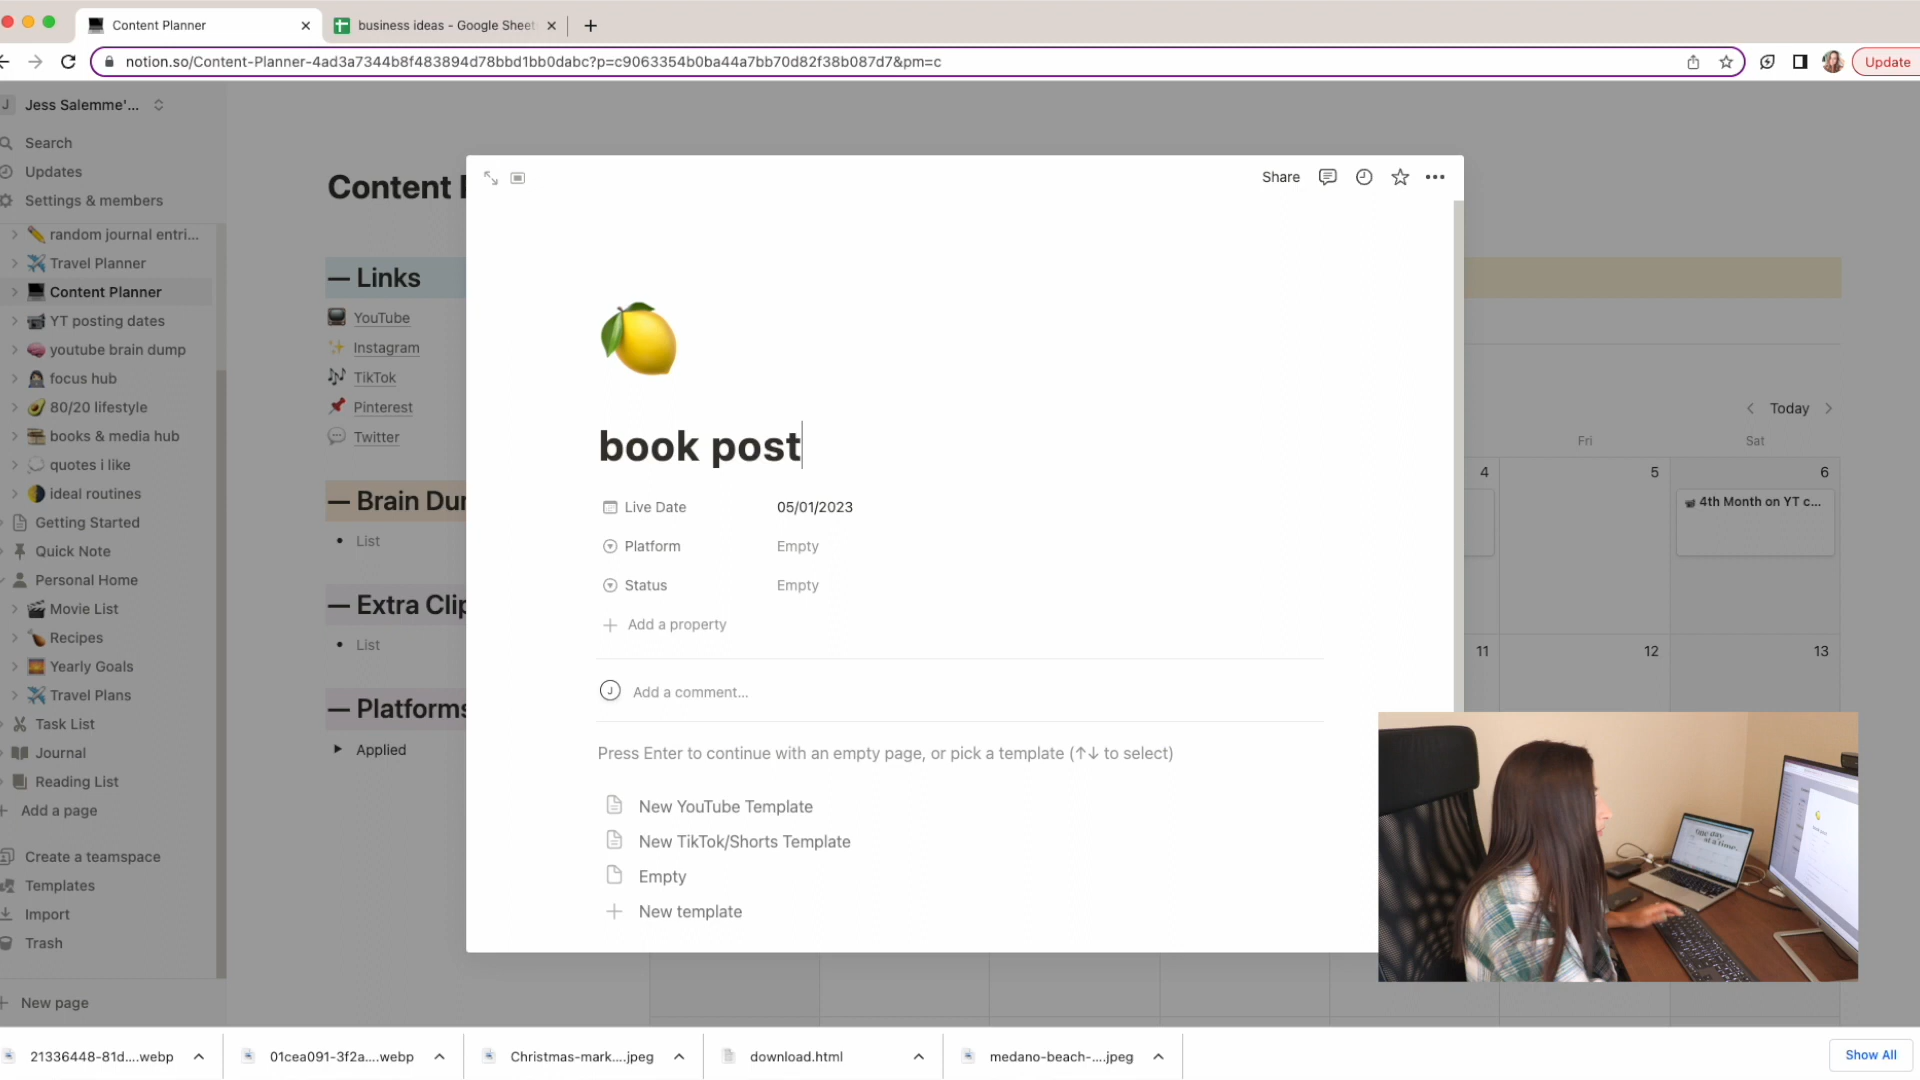 Content Planner
business ideas - Google Sheet
notion.so/Content-Planner-4ad3a7344b8f483894d78bbd1bb0dabc?p=c9063354b0ba44a7bb70d82f38b087d7&pm=c
Update
J Jess Salemme'...
Search
Updates
Settings & members
random journal entri...
Travel Planner
Content Planner
YT posting dates
youtube brain dump
focus hub
80/20 lifestyle
books & media hub
quotes i like
ideal routines
Getting Started
Quick Note
Personal Home
Movie List
Recipes
Yearly Goals
Travel Plans
Task List
Journal
Reading List
Add a page
Create a teamspace
Templates
Import
Trash
New page
Content
— Links
YouTube
Instagram
TikTok
Pinterest
Twitter
— Brain Du
• List
— Extra Clip
• List
— Platforms
Applied
Share
book post
Live Date 05/01/2023
Platform Empty
Status Empty
Add a property
J Add a comment...
Press Enter to continue with an empty page, or pick a template (↑↓ to select)
New YouTube Template
New TikTok/Shorts Template
Empty
New template
Today
Fri Sat
4 5 6
4th Month on YT c...
11 12 13
one day
at a time.
21336448-81d....webp
01cea091-3f2a....webp
Christmas-mark....jpeg
download.html
medano-beach-....jpeg
Show All